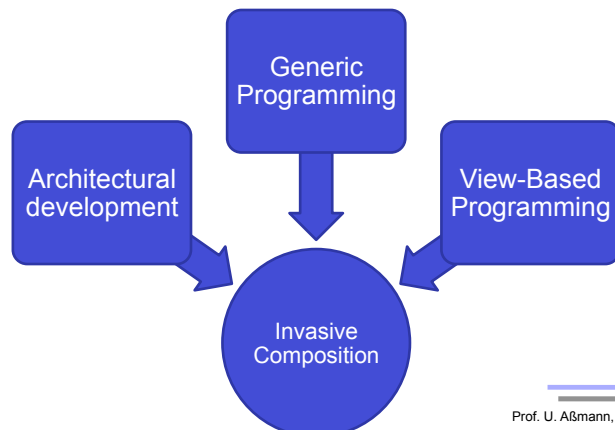 Generic
Programming
Architectural
development
View-Based
Programming
Invasive
Composition
Prof. U. Aßmann,